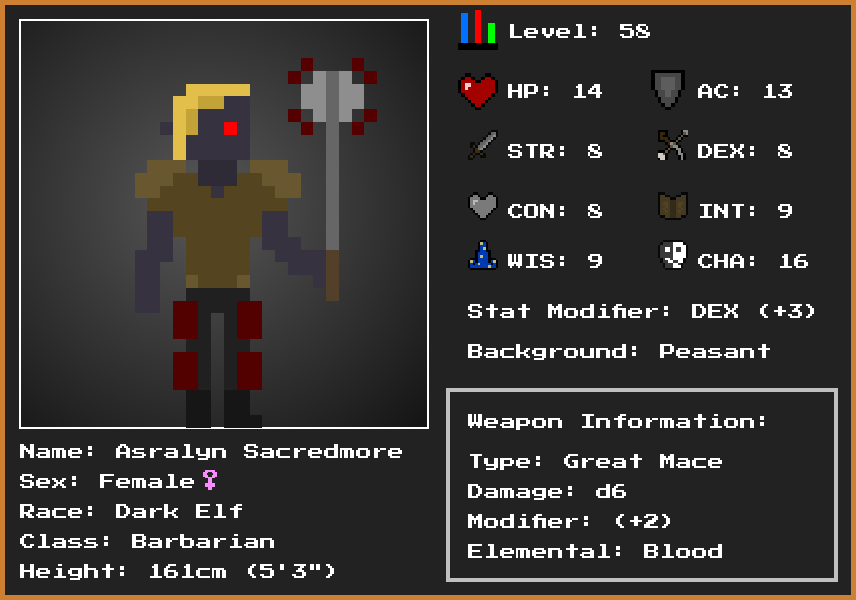 Level: 58
HP: 14
AC: 13
STR: 8
DEX: 8
CON: 8
INT: 9
WIS: 9
CHA: 16
Stat Modifier: DEX (+3)
Background: Peasant
Weapon Information:
Type: Great Mace
Damage: d6
Modifier: (+2)
Elemental: Blood
Name: Asralyn Sacredmore
Sex: Female♀
Race: Dark Elf
Class: Barbarian
Height: 161cm (5'3")